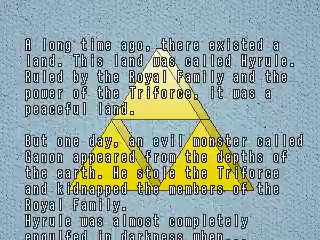 A long time ago, there existed a
land. This land was called Hyrule.
Ruled by the Royal Family and the
power of the Triforce, it was a
peaceful land.
But one day, an evil monster called
Ganon appeared from the depths of
the earth. He stole the Triforce
and kidnapped the members of the
Royal Family.
Hyrule was almost completely
engulfed in darkness when...